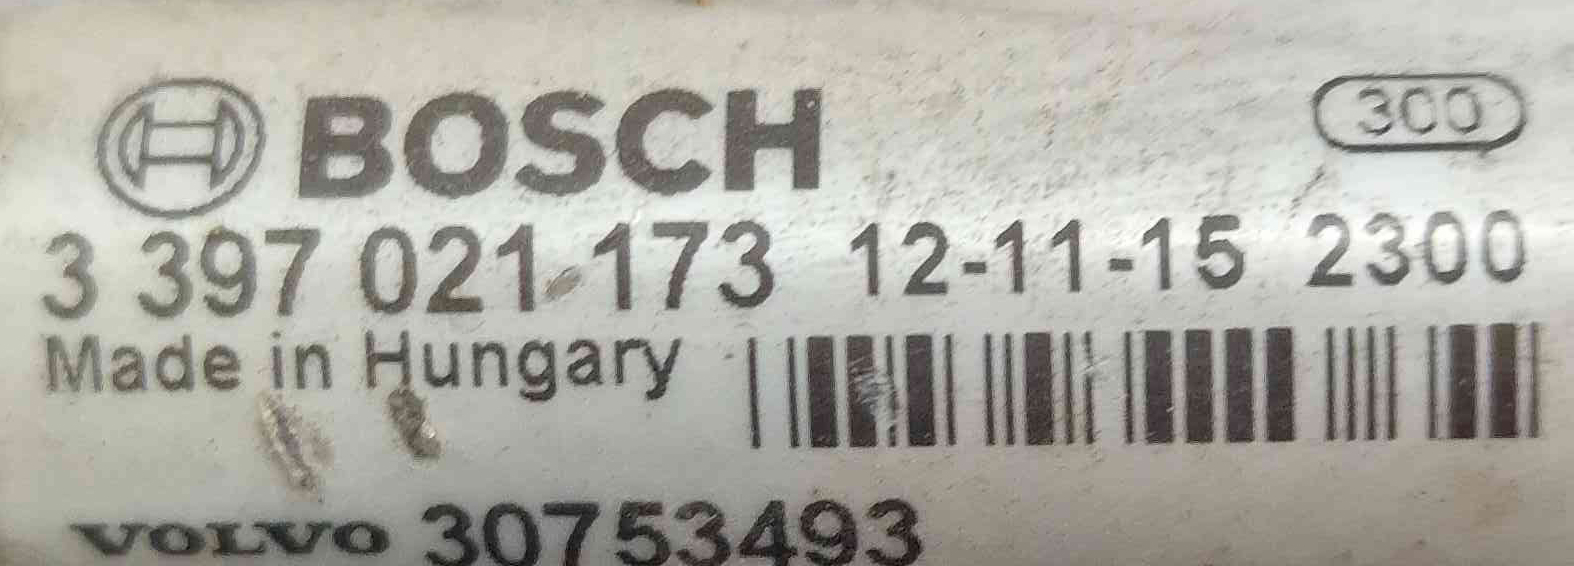 BOSCH 300
3 397 021 173 12-11-15 2300
Made in Hungary
VOLVO 30753493